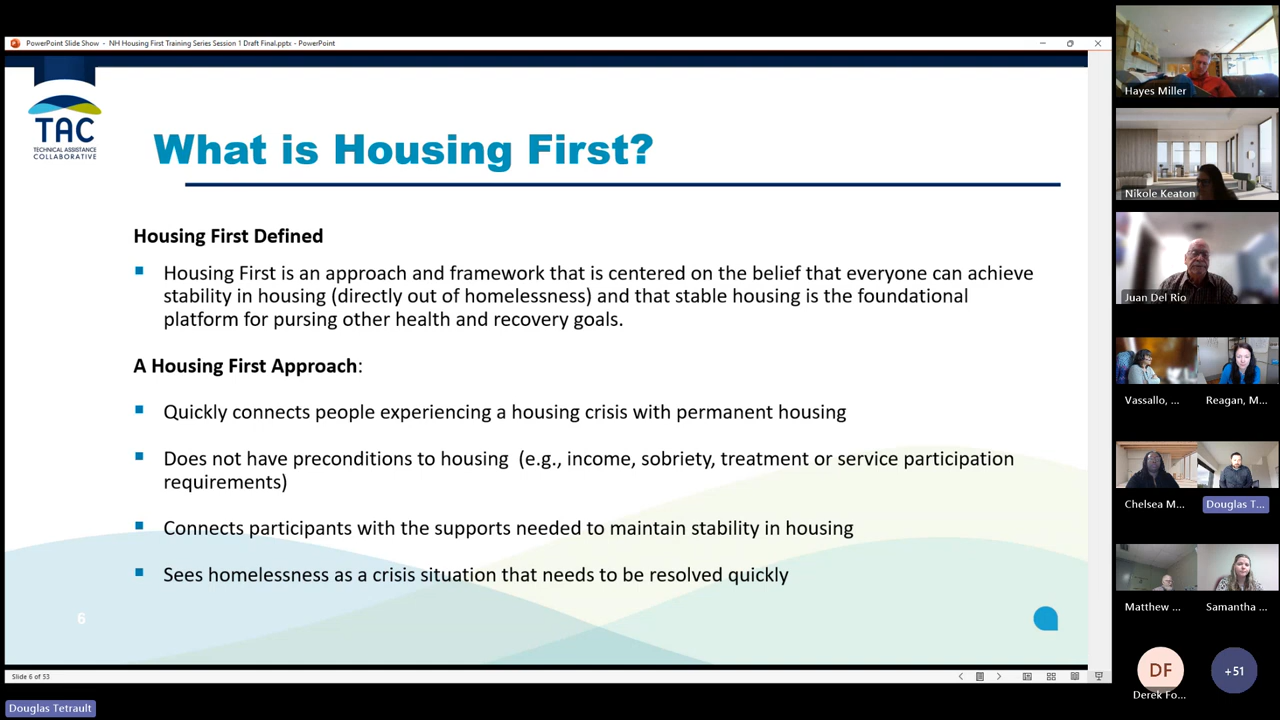 PowerPoint Slide Show - NH Housing First Training Series Session 1 Draft Final.pptx - PowerPoint
TAC
TECHNICAL ASSISTANCE
COLLABORATIVE
What is Housing First?
Housing First Defined
Housing First is an approach and framework that is centered on the belief that everyone can achieve
stability in housing (directly out of homelessness) and that stable housing is the foundational
platform for pursing other health and recovery goals.
A Housing First Approach:
Quickly connects people experiencing a housing crisis with permanent housing
Does not have preconditions to housing (e.g., income, sobriety, treatment or service participation
requirements)
Connects participants with the supports needed to maintain stability in housing
Sees homelessness as a crisis situation that needs to be resolved quickly
6
Slide 6 of 53
Douglas Tetrault
Hayes Miller
Nikole Keaton
Juan Del Rio
Vassallo, ...
Reagan, M...
Chelsea M...
Douglas T...
Matthew ...
Samantha ...
DF
Derek Fo...
+51